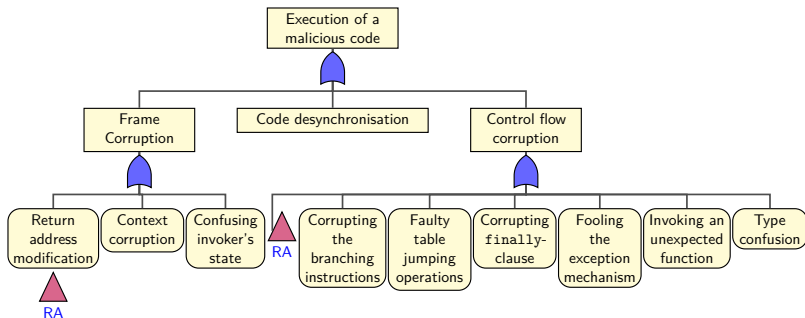 Execution of a
malicious code
Frame
Corruption
Code desynchronisation
Control flow
corruption
Return
address
modification
Context
corruption
Confusing
invoker's
state
RA
Corrupting
the
branching
instructions
Faulty
table
jumping
operations
Corrupting
finally-
clause
Fooling
the
exception
mechanism
Invoking an
unexpected
function
Type
confusion
RA